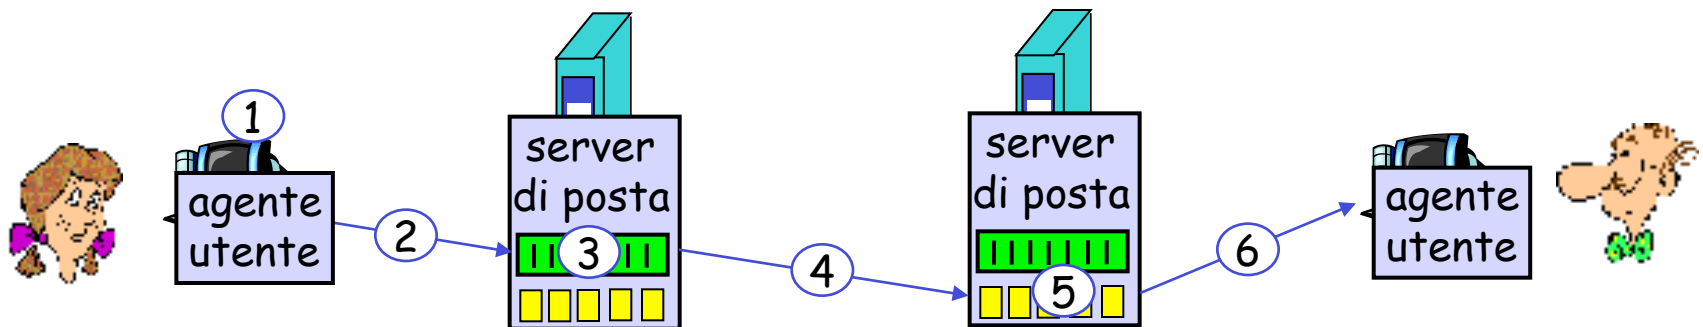 1
agente
utente
2
server
di posta
3
4
server
di posta
5
6
agente
utente